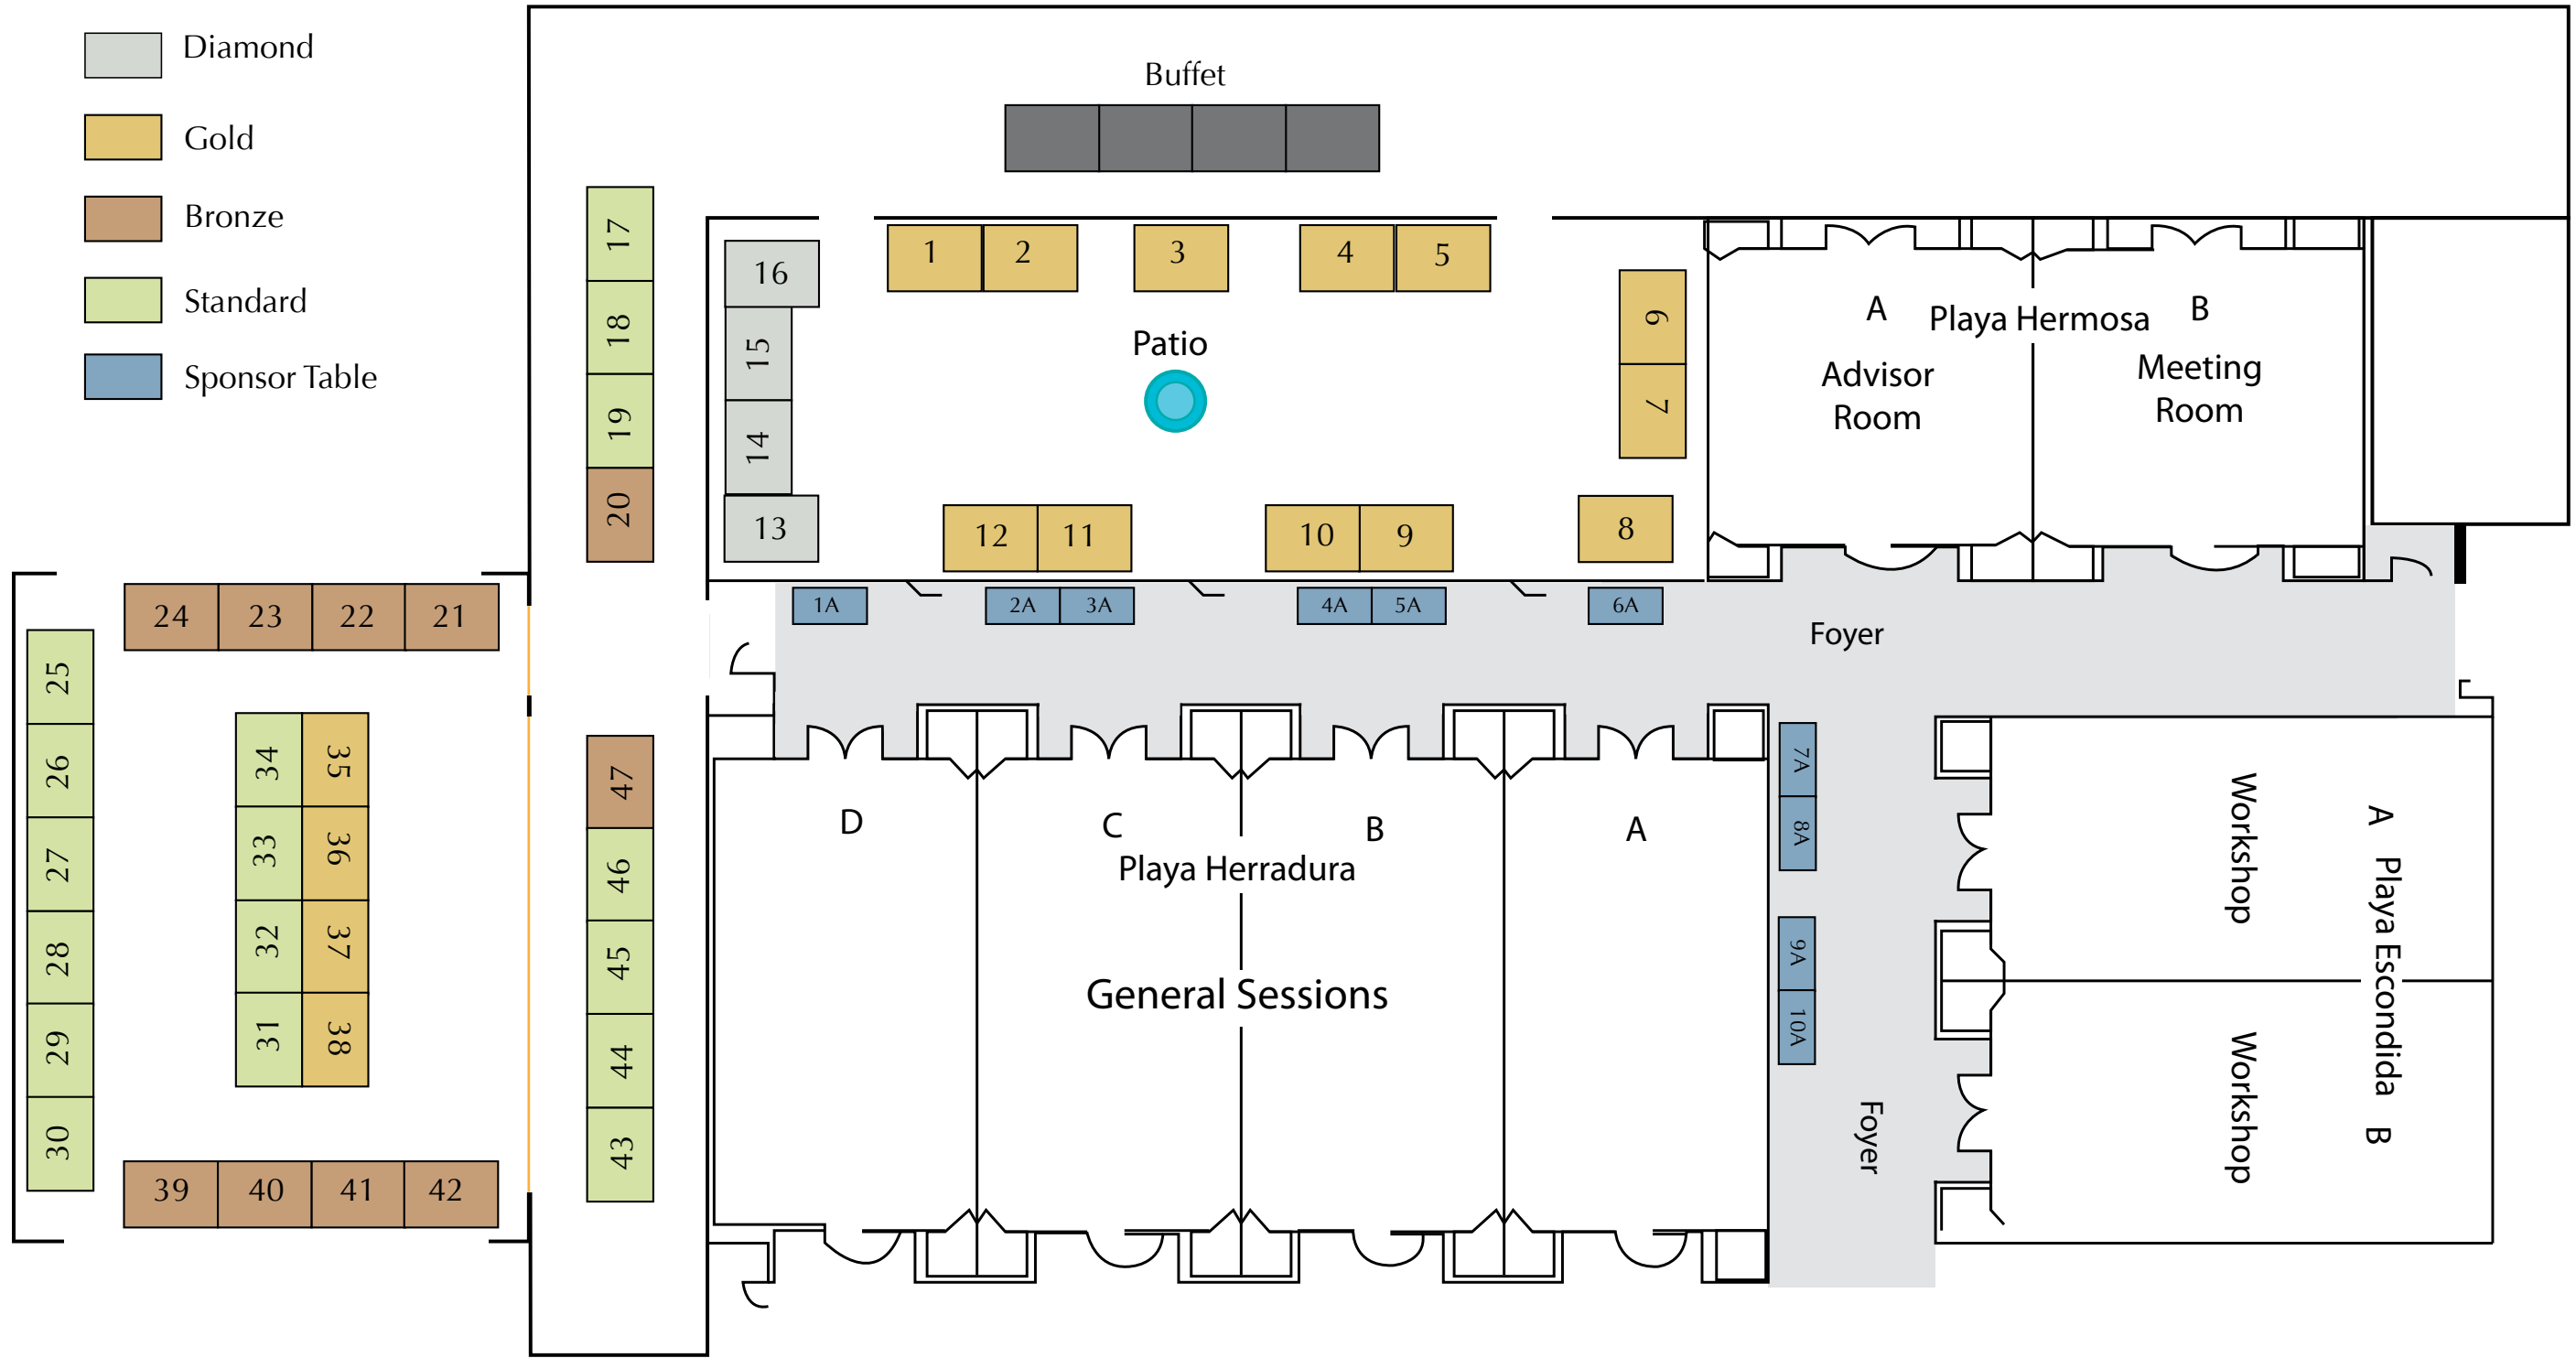 Diamond
Gold
Bronze
Standard
Sponsor Table
Buffet
17
18
19
20
16
15
14
13
1
2
3
4
5
6
7
8
Patio
12
11
10
9
A
Playa Hermosa
B
Advisor
Room
Meeting
Room
24
23
22
21
1A
2A
3A
4A
5A
6A
Foyer
25
26
27
28
29
30
34
33
32
31
35
36
37
38
39
40
41
42
47
46
45
44
43
D
C
B
A
Playa Herradura
General Sessions
7A
8A
9A
10A
Foyer
Workshop
Workshop
A
Playa Escondida
B